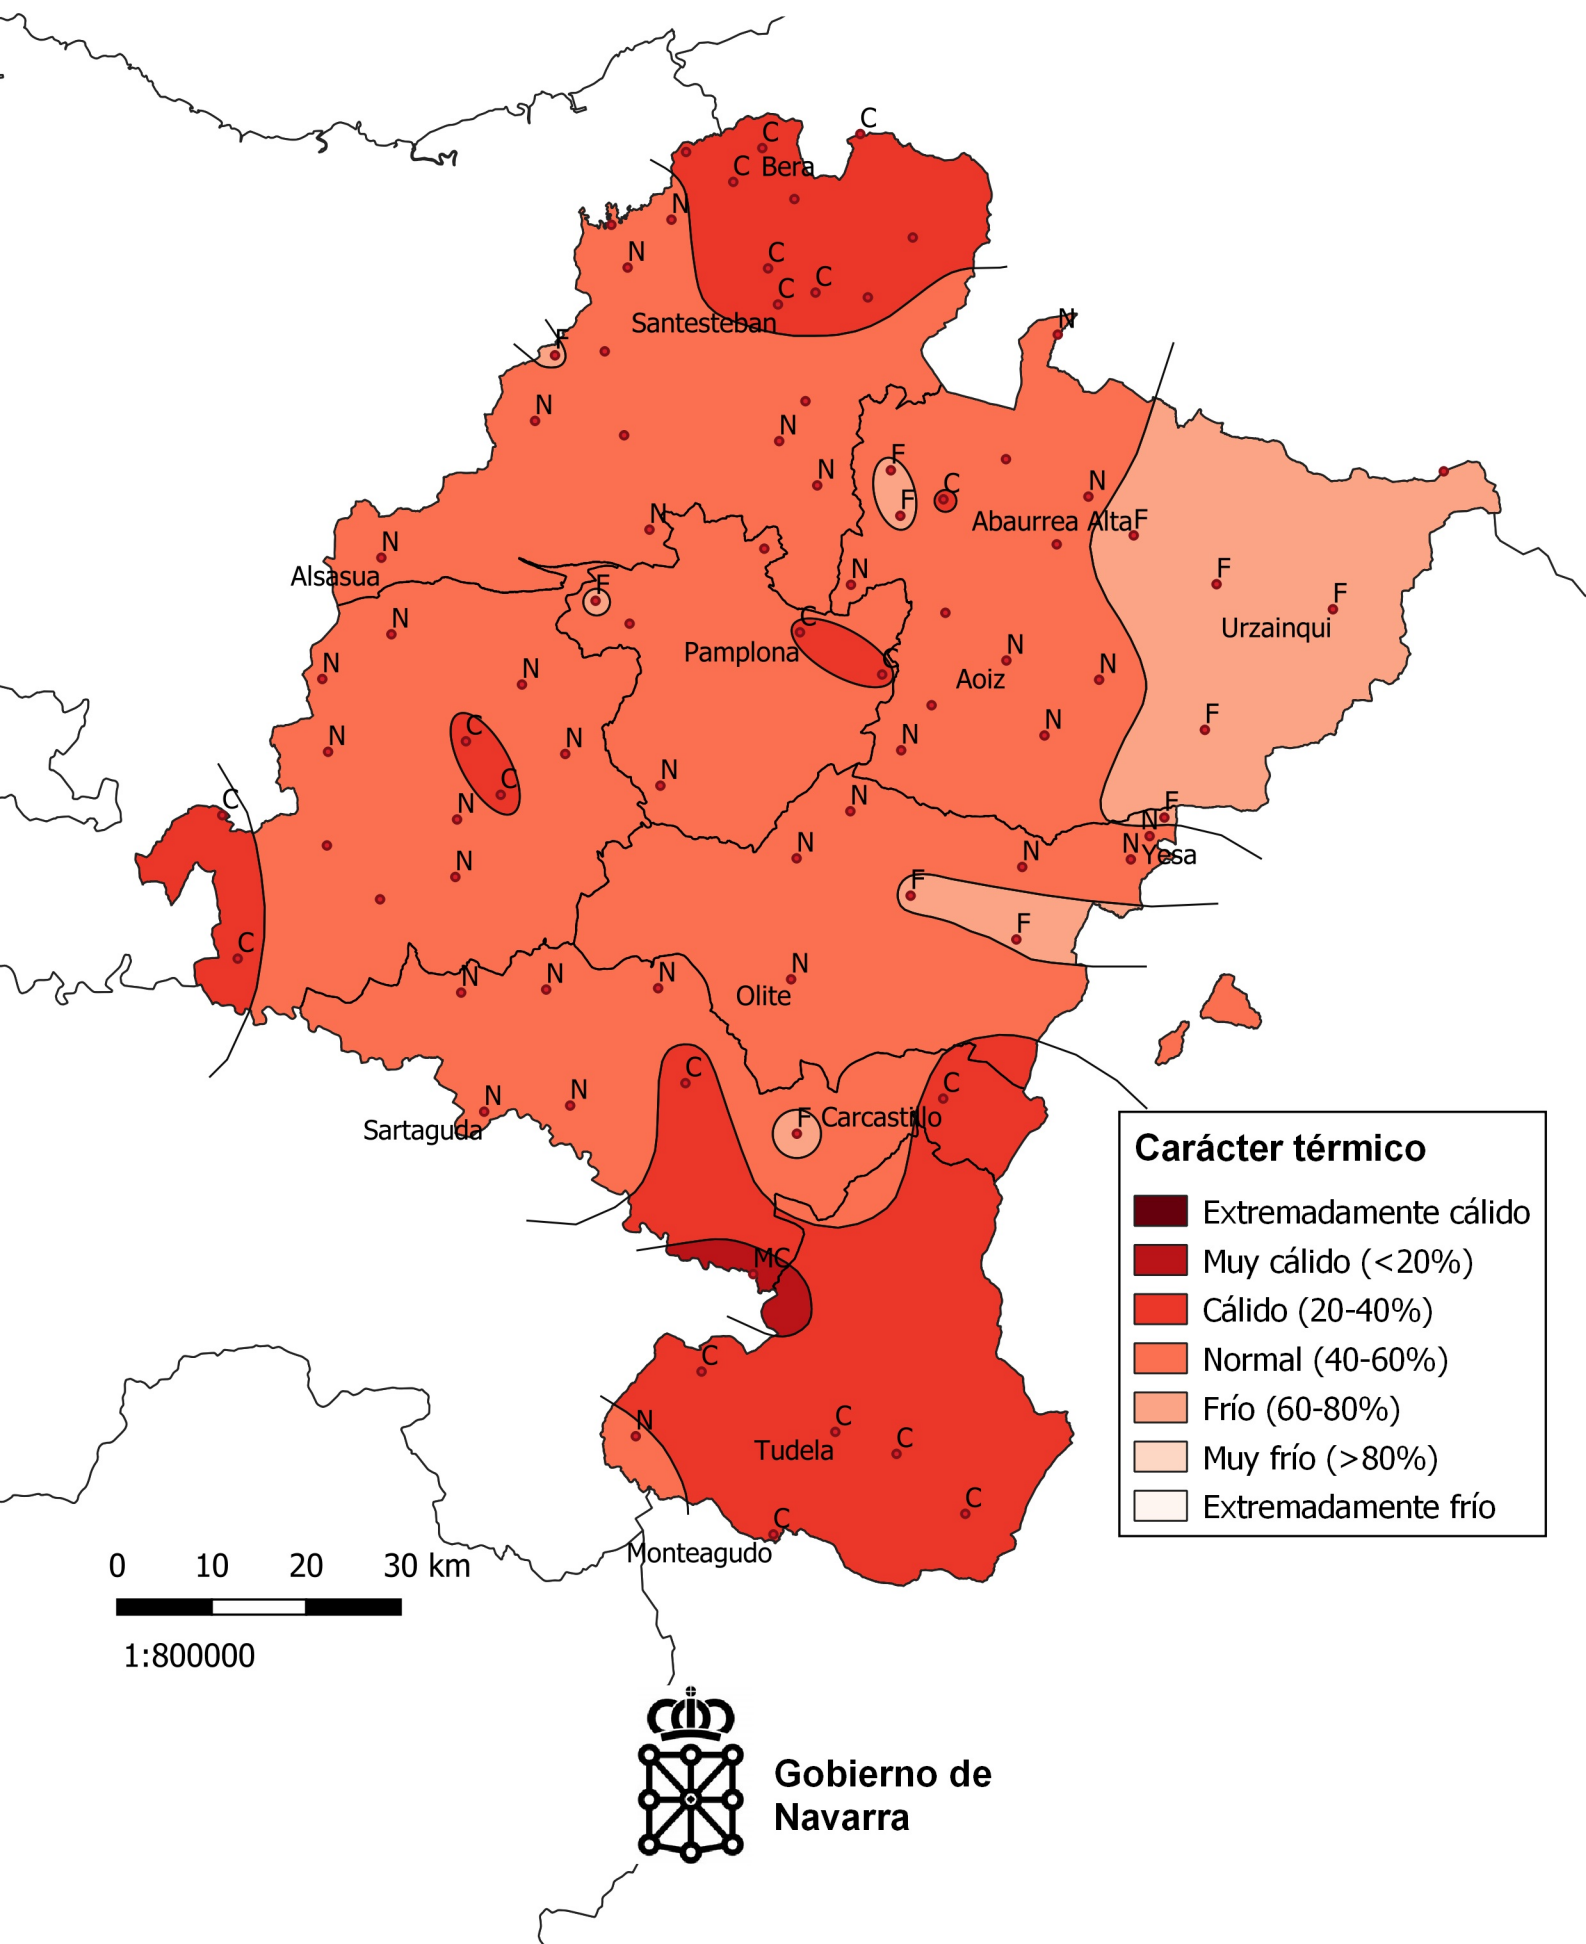 C
C
C Bera
N
N
C
C
C
Santesteban
N
F
N
N
F
N
C
N
F
N
Abaurrea Alta F
N
Alsasua
N
F
F
F
N
C
Urzainqui
N
Pamplona
C
N
N
N
Aoiz
F
C
N
N
N
N
N
C
N
N
C
F
N
N
N
N
N
Yesa
F
F
C
N
N
N
N
Olite
C
C
N
N
F Carcastillo
Sartaguda
MC
C
N
C
C
Tudela
C
C
Monteagudo
Carácter térmico
Extremadamente cálido
Muy cálido (<20%)
Cálido (20-40%)
Normal (40-60%)
Frío (60-80%)
Muy frío (>80%)
Extremadamente frío
0 10 20 30 km
1:800000
Gobierno de
Navarra